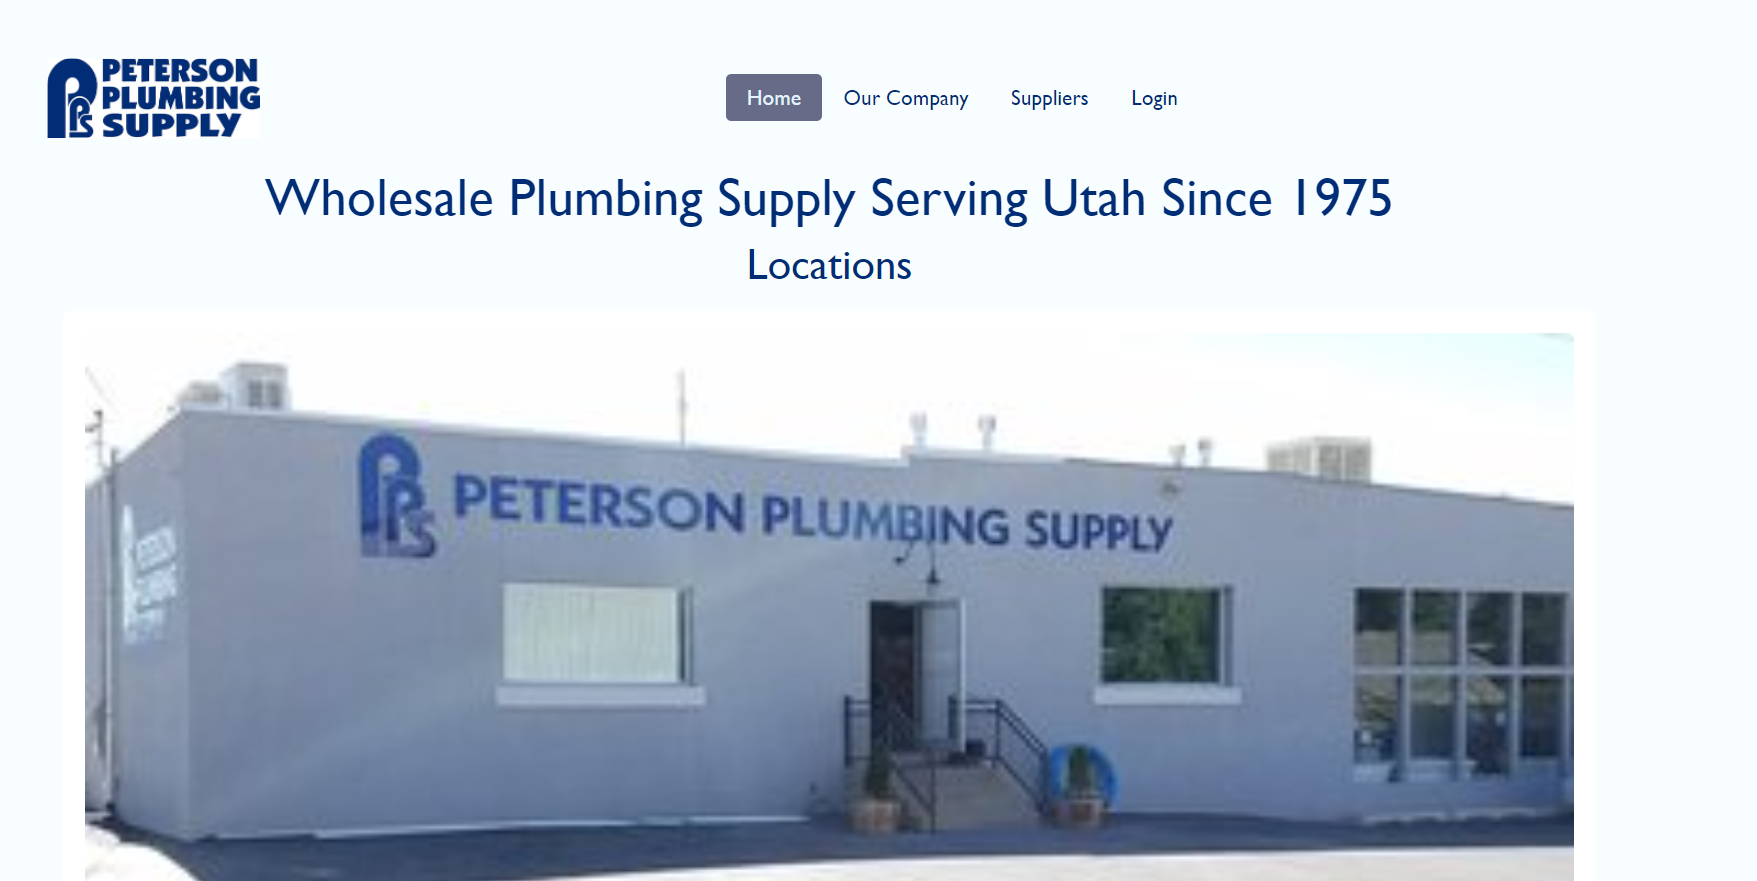 PETERSON
PLUMBING
SUPPLY
Home Our Company Suppliers Login
Wholesale Plumbing Supply Serving Utah Since 1975
Locations
PETERSON PLUMBING SUPPLY